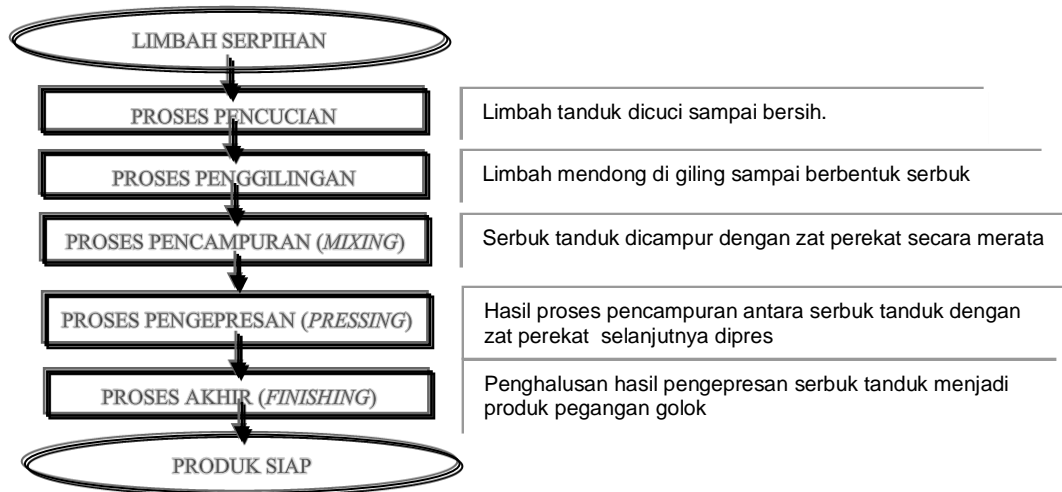 LIMBAH SERPIHAN
PROSES PENCUCIAN
Limbah tanduk dicuci sampai bersih.
PROSES PENGGILINGAN
Limbah mendong di giling sampai berbentuk serbuk
PROSES PENCAMPURAN (MIXING)
Serbuk tanduk dicampur dengan zat perekat secara merata
PROSES PENGEPRESAN (PRESSING)
Hasil proses pencampuran antara serbuk tanduk dengan
zat perekat selanjutnya dipres
PROSES AKHIR (FINISHING)
Penghalusan hasil pengepresan serbuk tanduk menjadi
produk pegangan golok
PRODUK SIAP